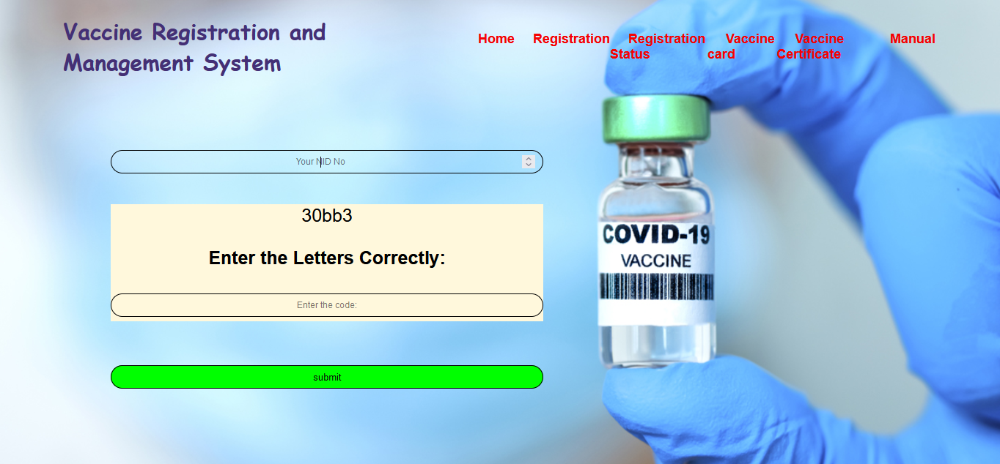 Vaccine Registration and
Management System
Home Registration Registration Vaccine Vaccine Manual
Status card Certificate
Your NID No
30bb3
Enter the Letters Correctly:
Enter the code:
submit
COVID-19
VACCINE